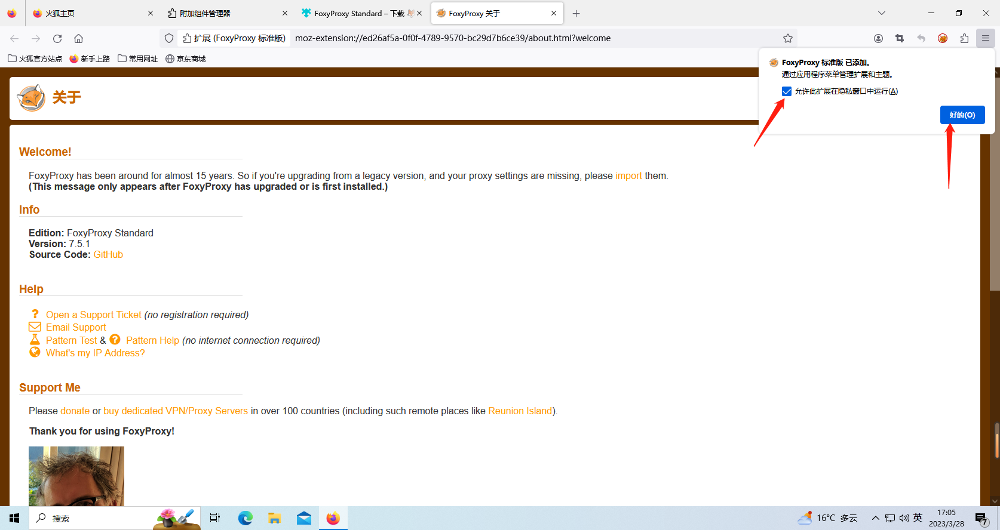 火狐主页
附加组件管理器
FoxyProxy Standard – 下载
FoxyProxy 关于
扩展 (FoxyProxy 标准版)
moz-extension://ed26af5a-0f0f-4789-9570-bc29d7b6ce39/about.html?welcome
火狐官方站点
新手上路
常用网址
京东商城
FoxyProxy 标准版 已添加。
通过应用程序菜单管理扩展和主题。
允许此扩展在隐私窗口中运行(A)
好的(O)
关于
Welcome!
FoxyProxy has been around for almost 15 years. So if you're upgrading from a legacy version, and your proxy settings are missing, please import them.
(This message only appears after FoxyProxy has upgraded or is first installed.)
Info
Edition: FoxyProxy Standard
Version: 7.5.1
Source Code: GitHub
Help
Open a Support Ticket (no registration required)
Email Support
Pattern Test & Pattern Help (no internet connection required)
What's my IP Address?
Support Me
Please donate or buy dedicated VPN/Proxy Servers in over 100 countries (including such remote places like Reunion Island).
Thank you for using FoxyProxy!
搜索
16°C 多云
英
17:05
2023/3/28
7